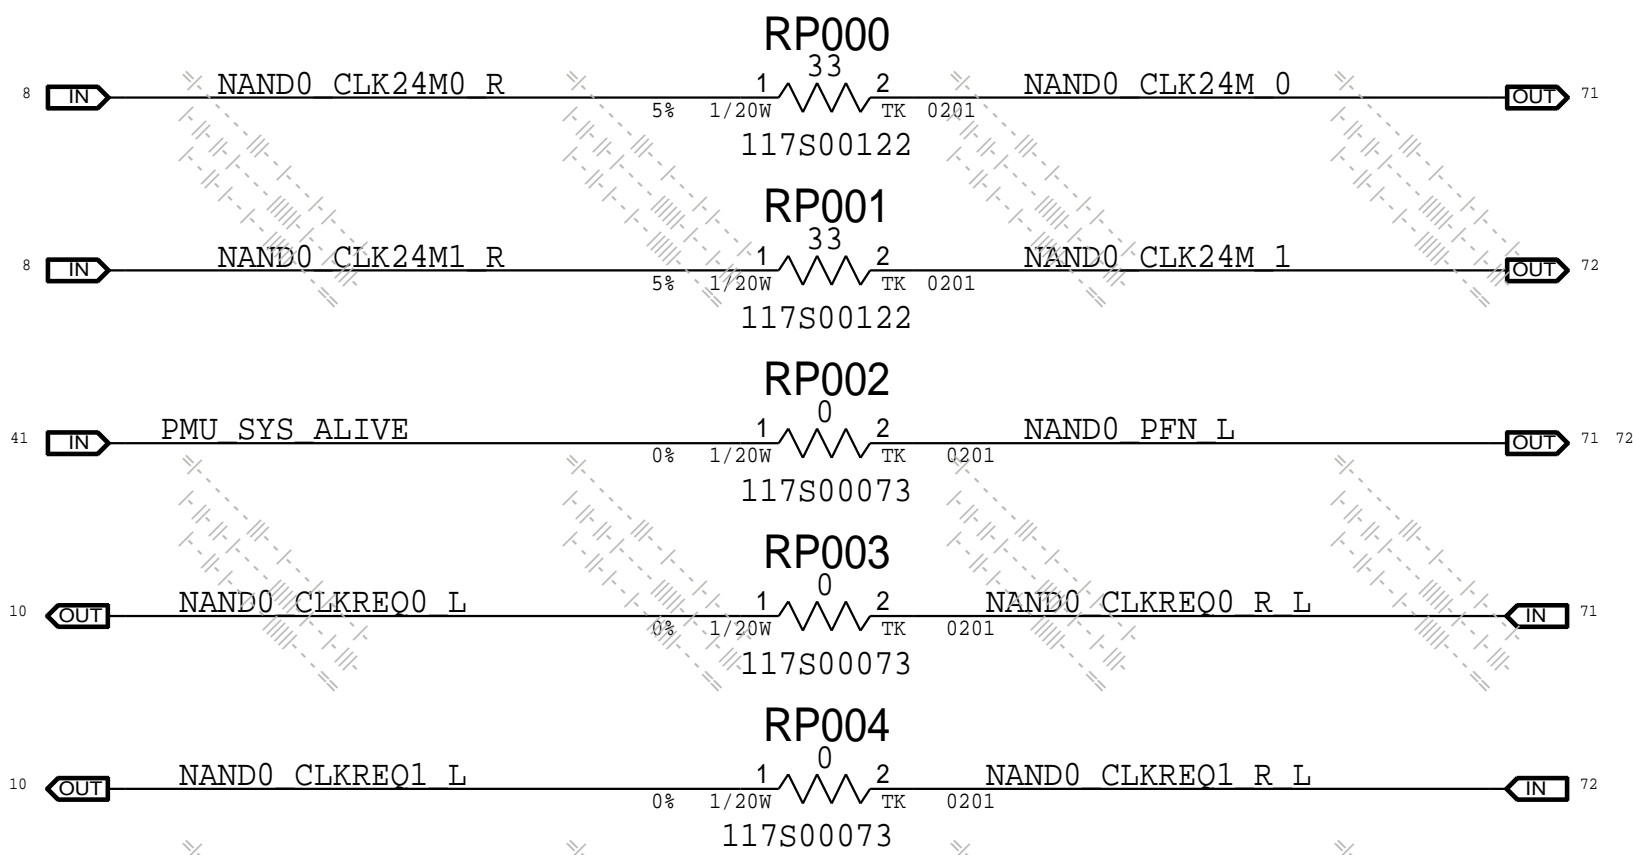 RP000
33
8 IN NAND0_CLK24M0_R 1 2 NAND0_CLK24M_0 OUT 71
5% 1/20W TK 0201
117S00122
RP001
33
8 IN NAND0_CLK24M1_R 1 2 NAND0_CLK24M_1 OUT 72
5% 1/20W TK 0201
117S00122
RP002
0
41 IN PMU_SYS_ALIVE 1 2 NAND0_PFN_L OUT 71 72
0% 1/20W TK 0201
117S00073
RP003
0
10 OUT NAND0_CLKREQ0_L 1 2 NAND0_CLKREQ0_R_L IN 71
0% 1/20W TK 0201
117S00073
RP004
0
10 OUT NAND0_CLKREQ1_L 1 2 NAND0_CLKREQ1_R_L IN 72
0% 1/20W TK 0201
117S00073